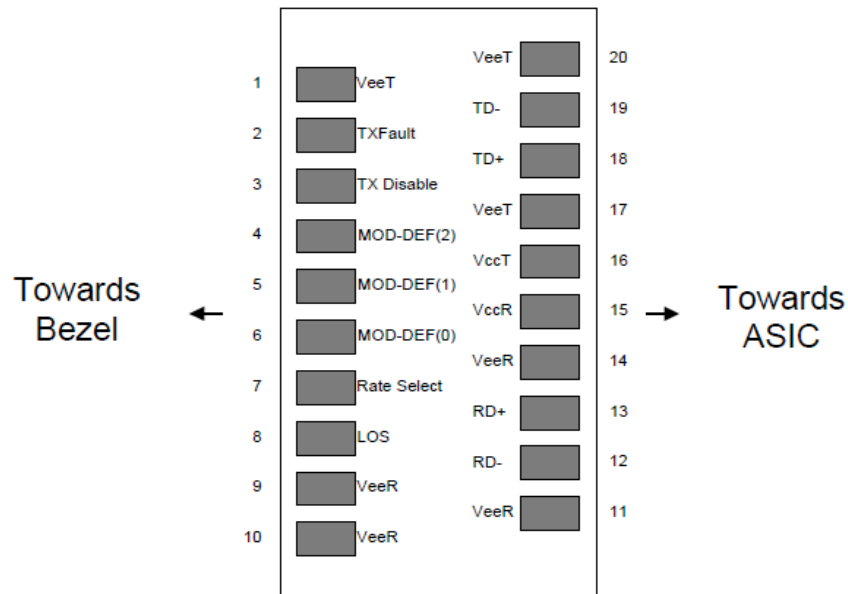 VeeT 20
1 VeeT
TD- 19
2 TXFault
TD+ 18
3 TX Disable
VeeT 17
4 MOD-DEF(2)
VccT 16
5 MOD-DEF(1)
Towards
Bezel
VccR 15
Towards
ASIC
6 MOD-DEF(0)
VeeR 14
7 Rate Select
RD+ 13
8 LOS
RD- 12
9 VeeR
VeeR 11
10 VeeR